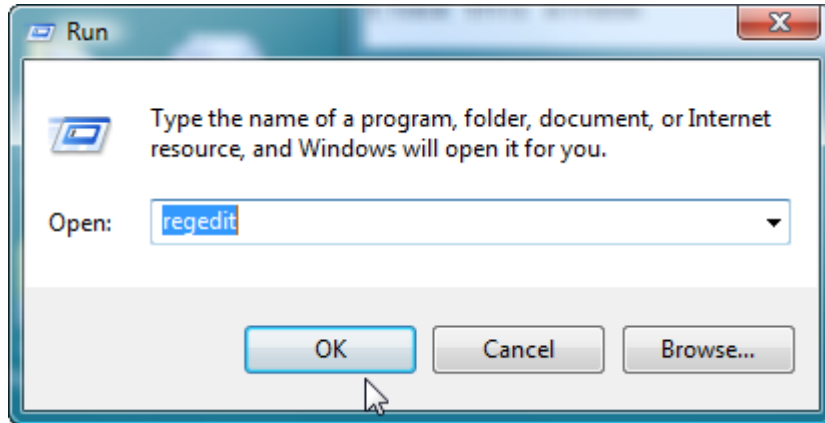 Run
Type the name of a program, folder, document, or Internet
resource, and Windows will open it for you.
Open: regedit
OK Cancel Browse...